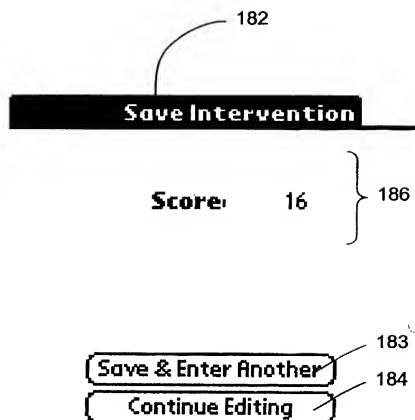 182
Save Intervention
Score: 16
186
183
Save & Enter Another
184
Continue Editing